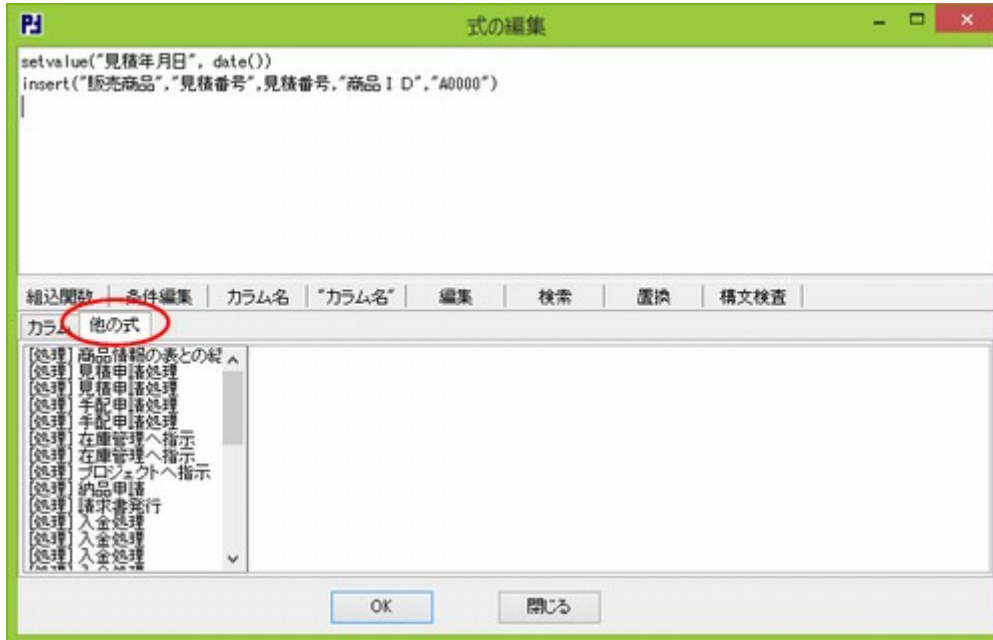 式の編集
setvalue("見積年月日", date())
insert("販売商品","見積番号",見積番号,"商品ＩＤ","A0000")
組込関数 条件編集 カラム名 "カラム名" 編集 検索 置換 構文検査
カラム 他の式
[処理] 商品情報の表との結
[処理] 見積申請処理
[処理] 見積申請処理
[処理] 手配申請処理
[処理] 手配申請処理
[処理] 在庫管理へ指示
[処理] 在庫管理へ指示
[処理] プロジェクトへ指示
[処理] 納品申請
[処理] 請求書発行
[処理] 入金処理
[処理] 入金処理
[処理] 入金処理
OK 閉じる